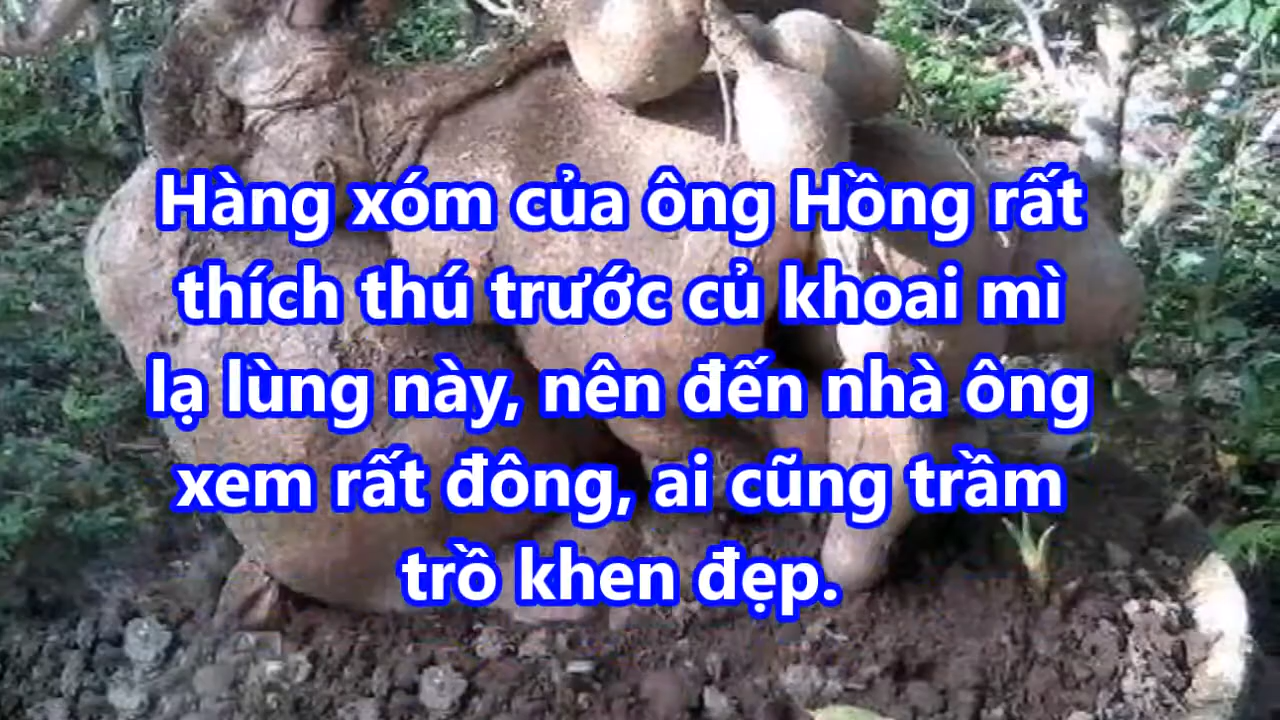 Hàng xóm của ông Hồng rất
thích thú trước củ khoai mì
lạ lùng này, nên đến nhà ông
xem rất đông, ai cũng trầm
trồ khen đẹp.